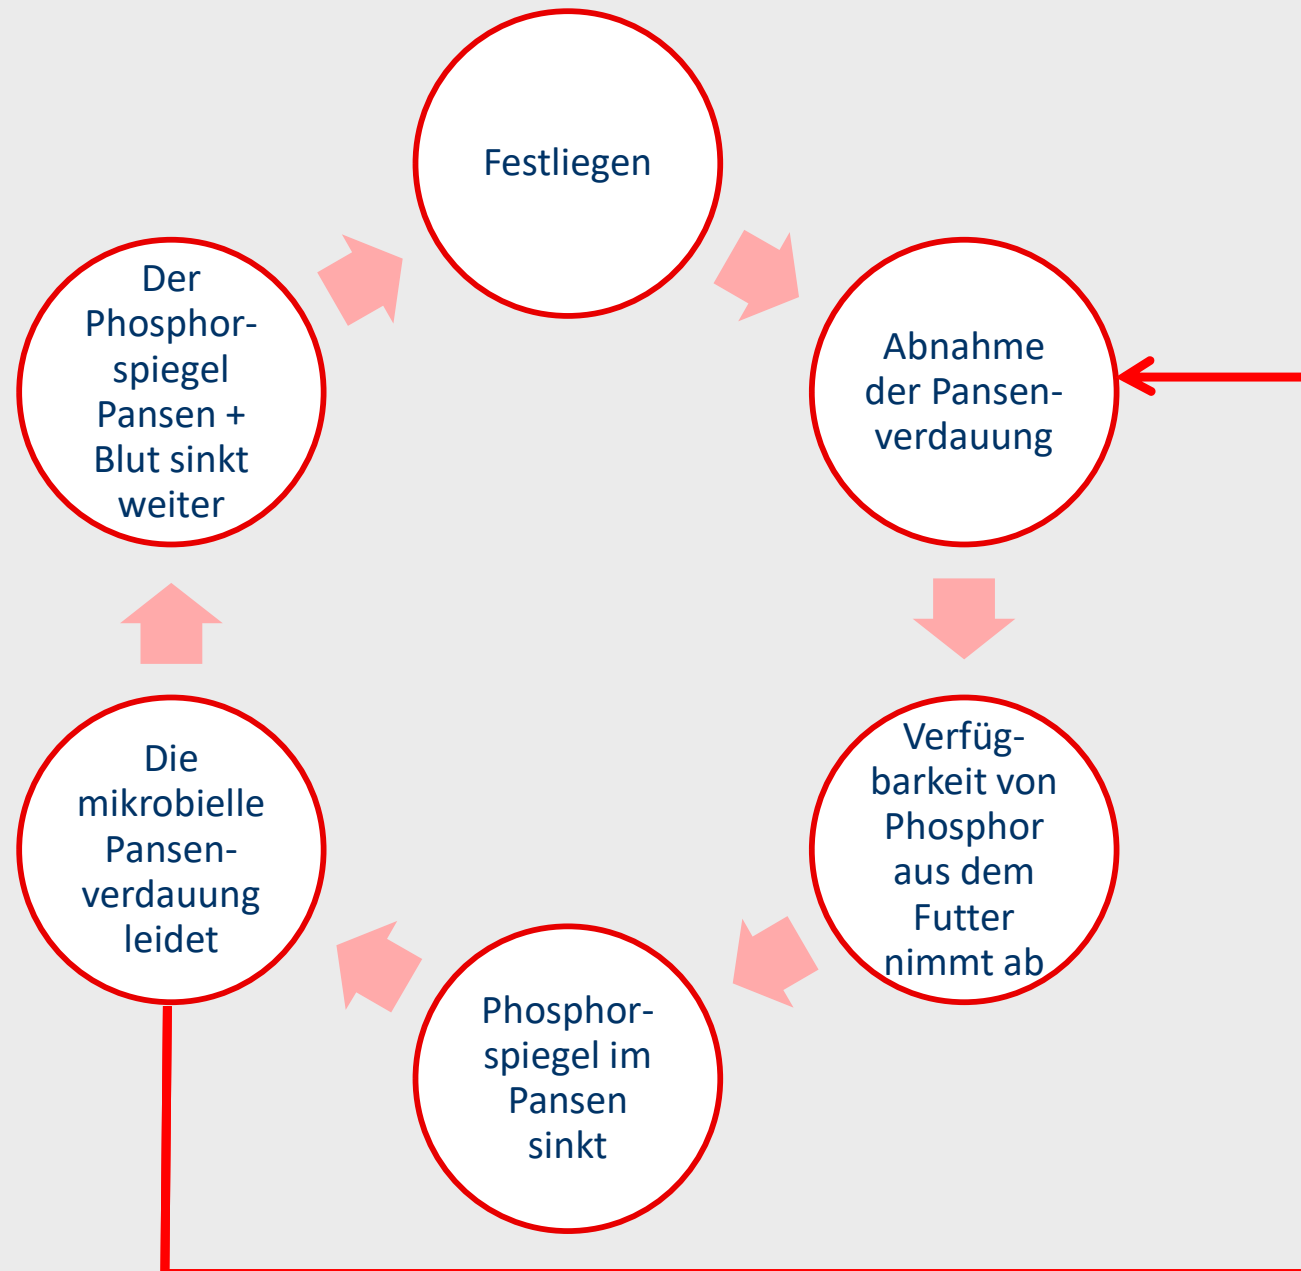 Festliegen
Abnahme
der Pansen-
verdauung
Verfüg-
barkeit von
Phosphor
aus dem
Futter
nimmt ab
Phosphor-
spiegel im
Pansen
sinkt
Die
mikrobielle
Pansen-
verdauung
leidet
Der
Phosphor-
spiegel
Pansen +
Blut sinkt
weiter